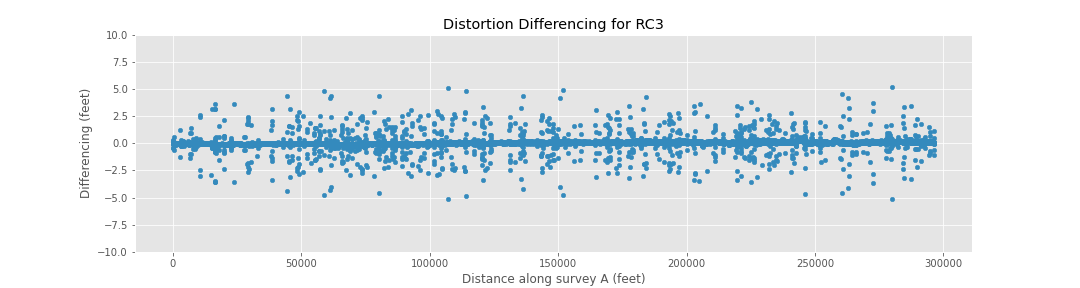 Distortion Differencing for RC3
10.0
7.5
5.0
2.5
0.0
−2.5
−5.0
−7.5
−10.0
Differencing (feet)
0 50000 100000 150000 200000 250000 300000
Distance along survey A (feet)